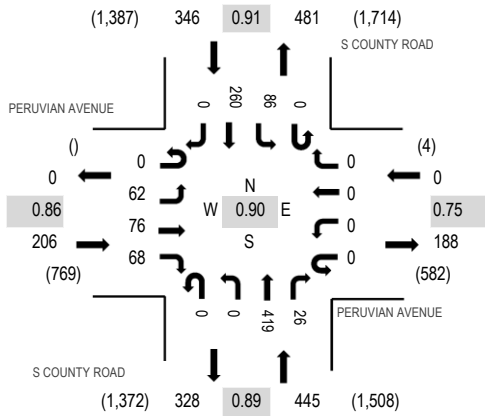 (1,387) 346 0.91 481 (1,714)
S COUNTY ROAD
PERUVIAN AVENUE
0 260 86 0
() 0 0 (4)
0 62 N 0 0
0.86 W 0.90 E 0.75
206 76 S 0 188
(769) 68 0 (582)
0 0 419 26
PERUVIAN AVENUE
S COUNTY ROAD
(1,372) 328 0.89 445 (1,508)